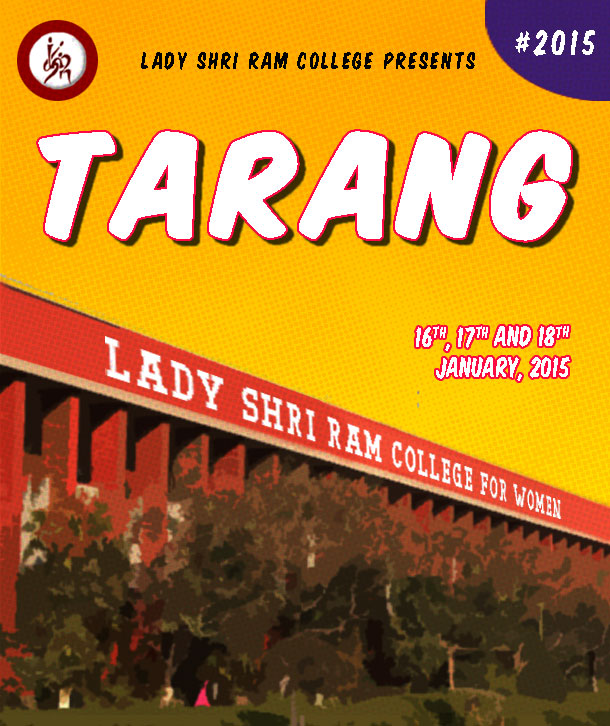 #2015
LADY SHRI RAM COLLEGE PRESENTS
TARANG
16TH, 17TH AND 18TH
JANUARY, 2015
LADY SHRI RAM COLLEGE FOR WOMEN